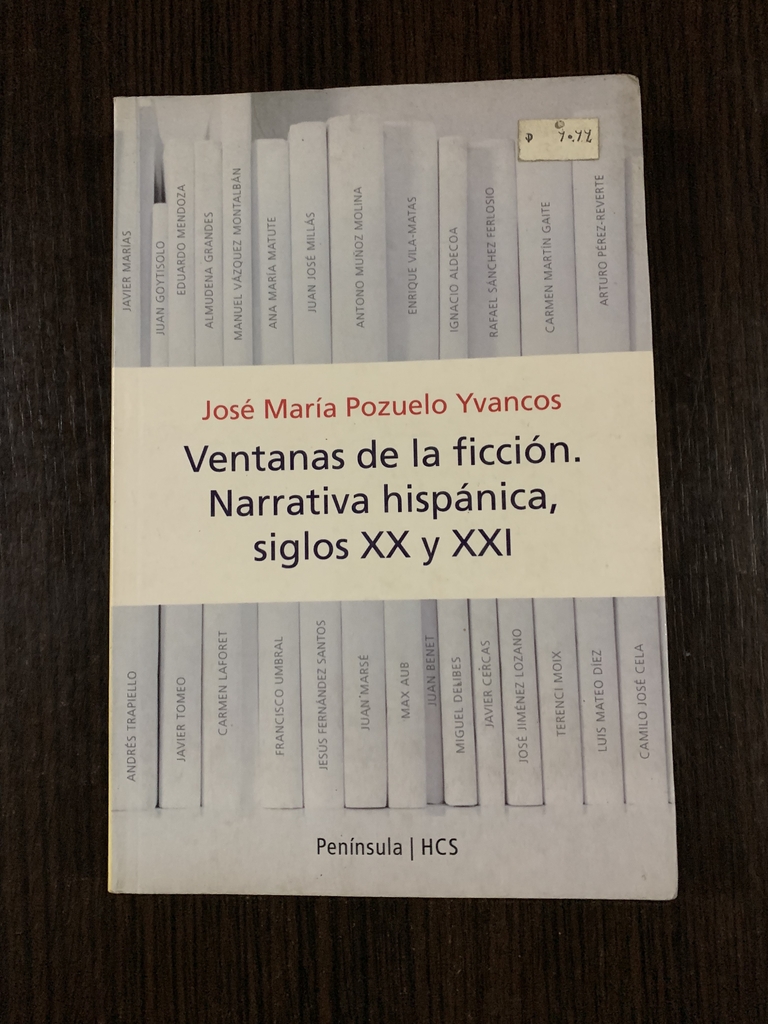 JAVIER MARÍAS
JUAN GOYTISOLO
EDUARDO MENDOZA
ALMUDENA GRANDES
MANUEL VÁZQUEZ MONTALBÁN
ANA MARÍA MATUTE
JUAN JOSÉ MILLÁS
ANTONO MUÑOZ MOLINA
ENRIQUE VILA-MATAS
IGNACIO ALDECOA
RAFAEL SÁNCHEZ FERLOSIO
CARMEN MARTÍN GAITE
ARTURO PÉREZ-REVERTE
José María Pozuelo Yvancos
Ventanas de la ficción.
Narrativa hispánica,
siglos XX y XXI
ANDRÉS TRAPIELLO
JAVIER TOMEO
CARMEN LAFORET
FRANCISCO UMBRAL
JESÚS FERNÁNDEZ SANTOS
JUAN MARSÉ
MAX AUB
JUAN BENET
MIGUEL DELIBES
JAVIER CERCAS
JOSÉ JIMÉNEZ LOZANO
TERENCI MOIX
LUIS MATEO DÍEZ
CAMILO JOSÉ CELA
Península | HCS